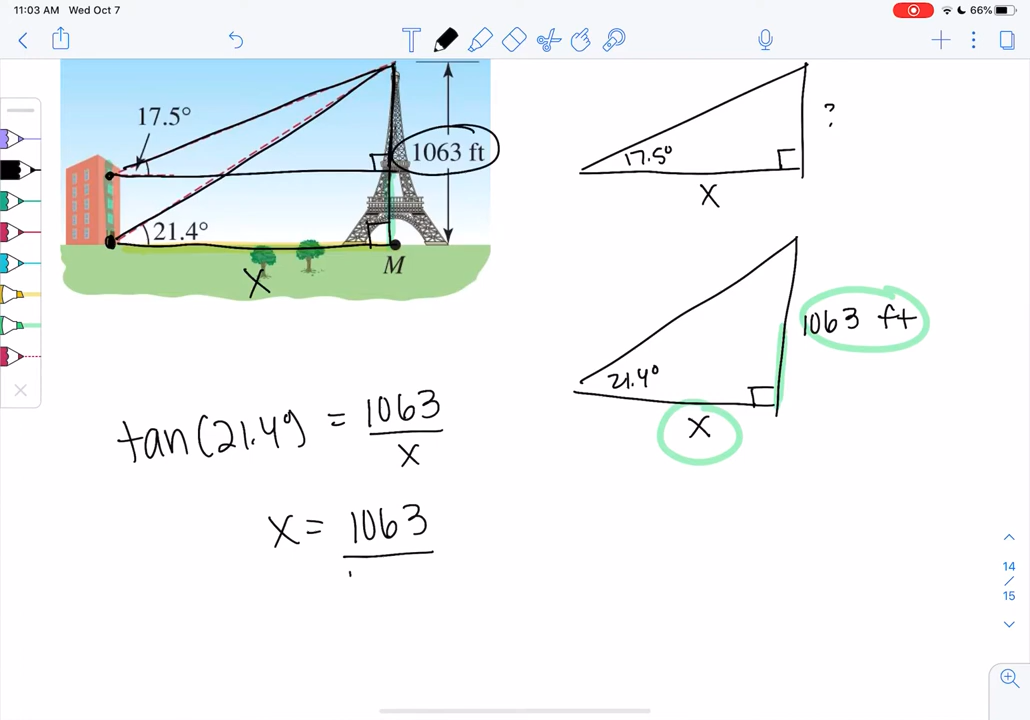 11:03 AM Wed Oct 7
66%
T
17.5°
1063 ft
21.4°
X
M
17.5°
?
X
21.4°
1063 ft
X
tan(21.4°) = 1063
x
x = 1063
14
/
15